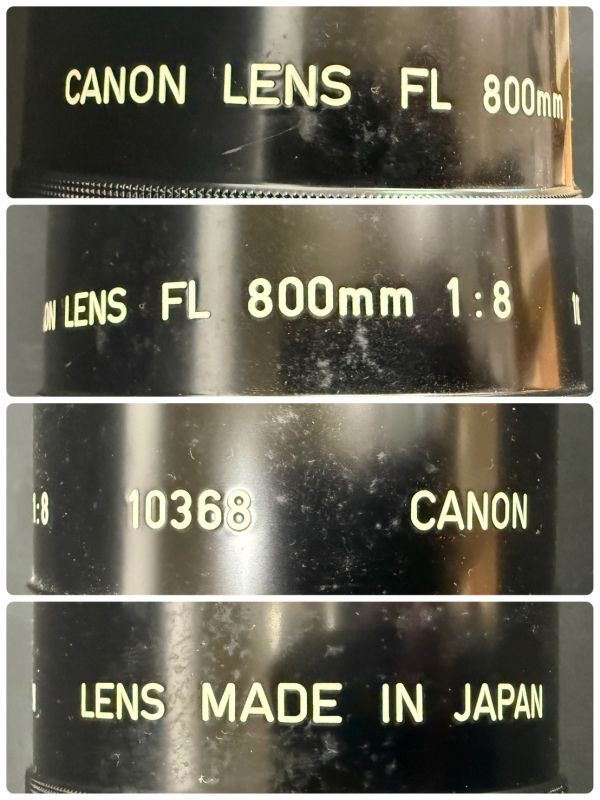 CANON LENS FL 800mm
LENS FL 800mm 1:8
1:8 10368 CANON
LENS MADE IN JAPAN